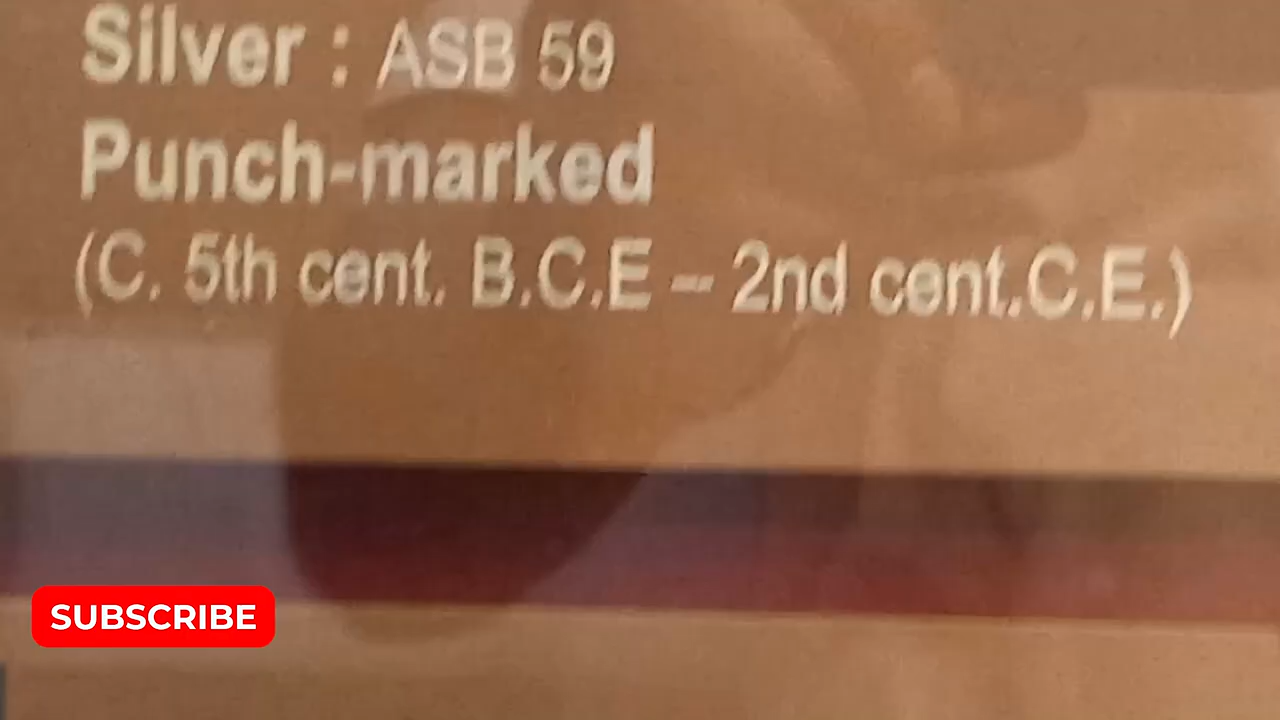 Silver : ASB 59
Punch-marked
(C. 5th cent. B.C.E – 2nd cent.C.E.)
SUBSCRIBE